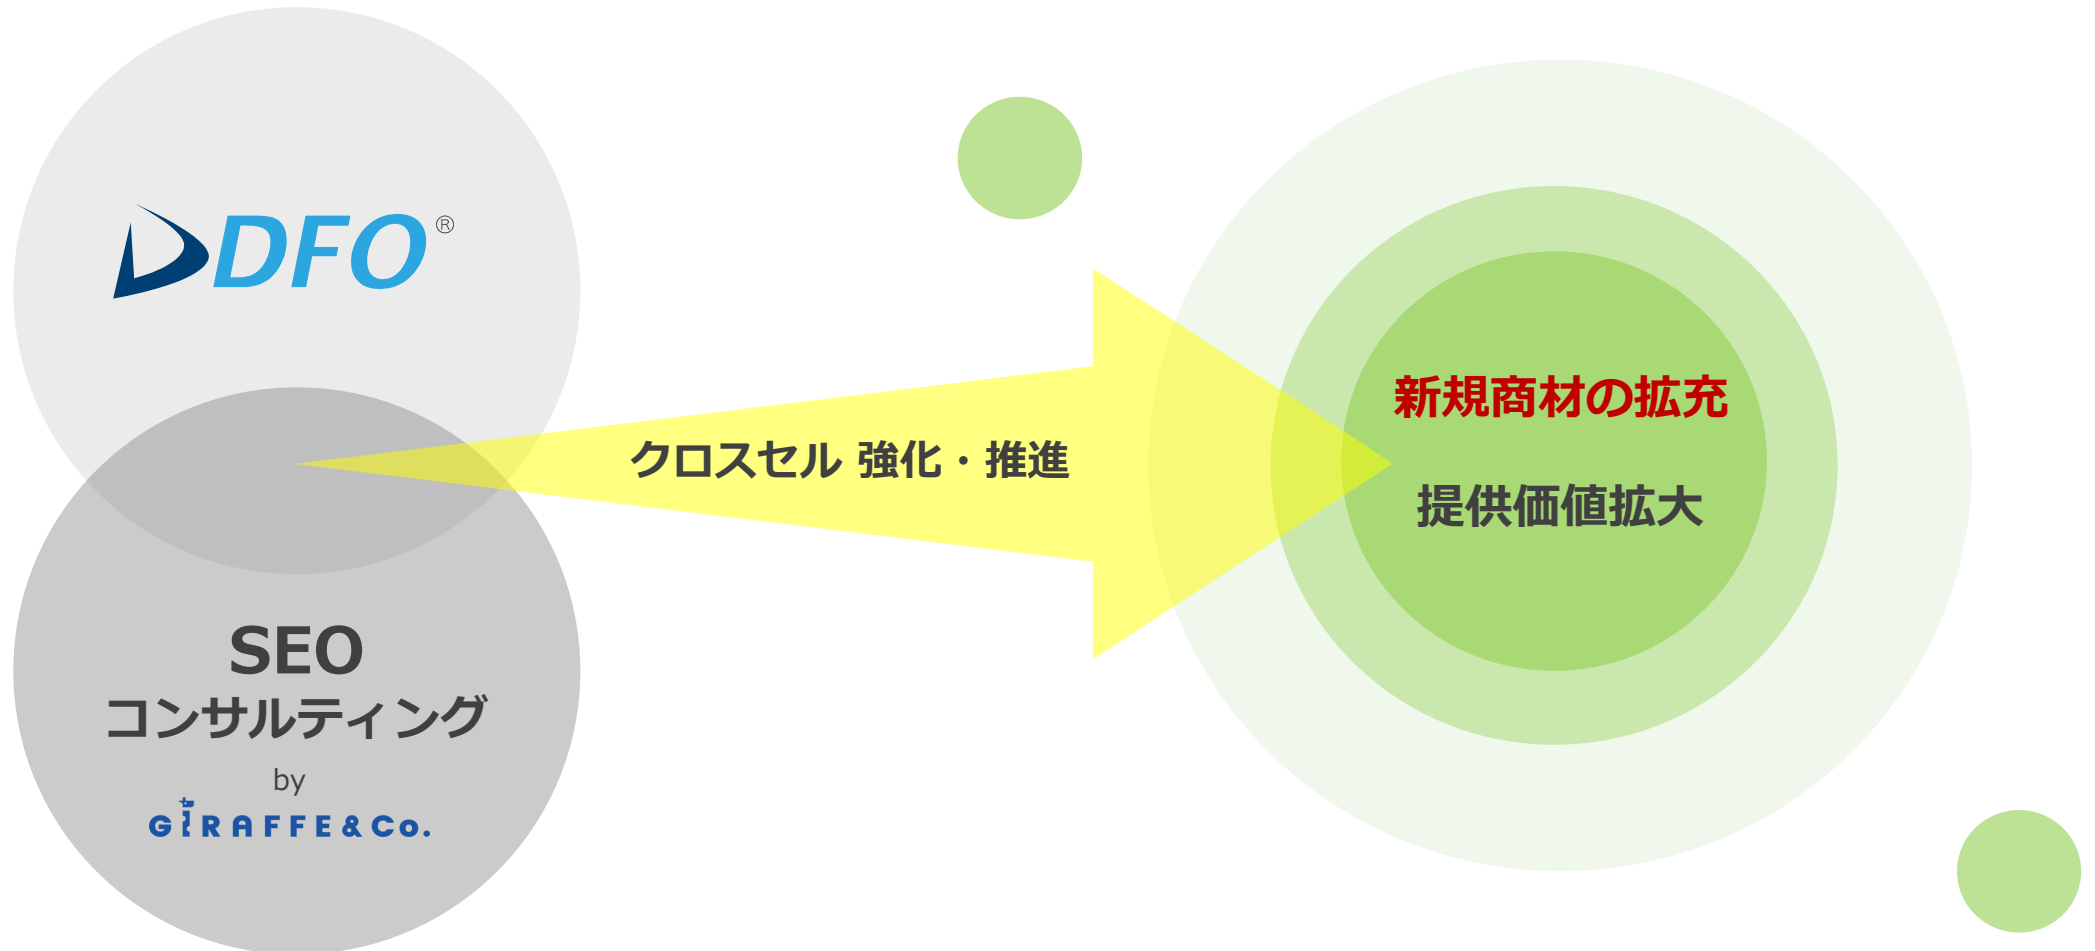 DFO®
SEO
コンサルティング
by
GIRAFFE&Co.
クロスセル 強化・推進
新規商材の拡充
提供価値拡大